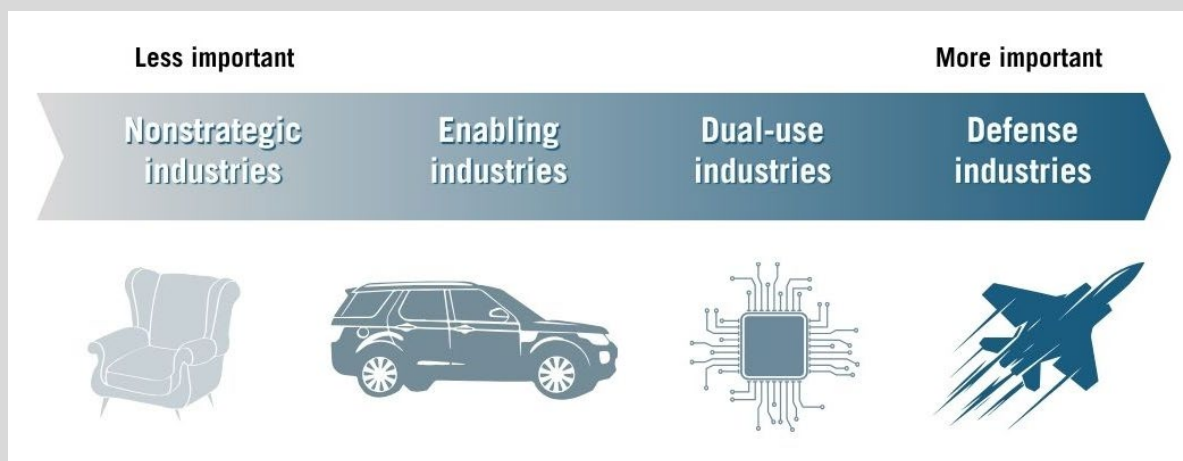 Less important
More important
Nonstrategic
industries
Enabling
industries
Dual-use
industries
Defense
industries